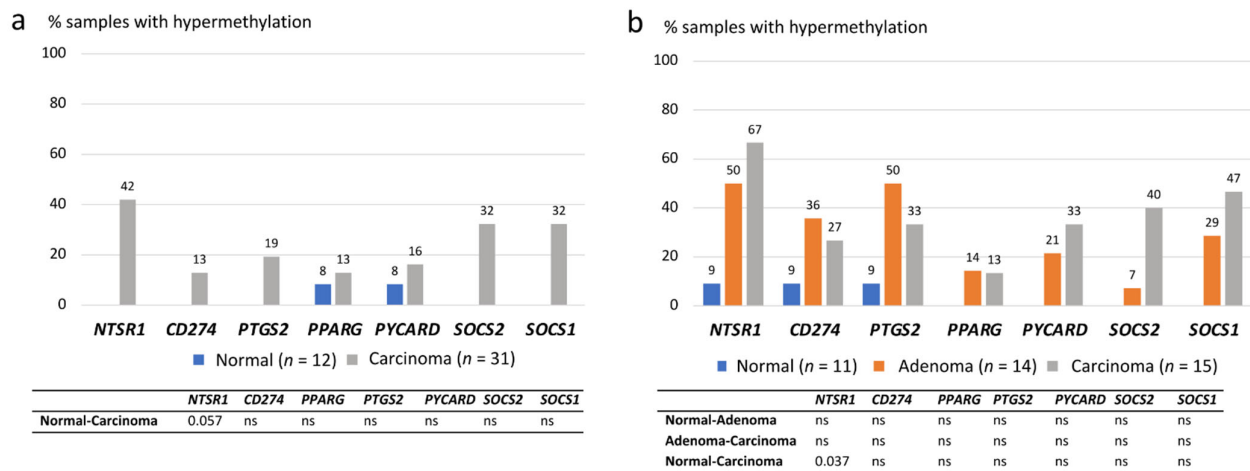 a
% samples with hypermethylation
100
80
60
40
20
0
42
13
19
8 13
8 16
32
32
NTSR1 CD274 PTGS2 PPARG PYCARD SOCS2 SOCS1
Normal (n = 12) Carcinoma (n = 31)
NTSR1 CD274 PPARG PTGS2 PYCARD SOCS2 SOCS1
Normal-Carcinoma 0.057 ns ns ns ns ns ns
b
% samples with hypermethylation
100
80
60
40
20
0
9 50 67
9 36 27
9 50 33
14 13
21 33
7 40
29 47
NTSR1 CD274 PTGS2 PPARG PYCARD SOCS2 SOCS1
Normal (n = 11) Adenoma (n = 14) Carcinoma (n = 15)
NTSR1 CD274 PPARG PTGS2 PYCARD SOCS2 SOCS1
Normal-Adenoma ns ns ns ns ns ns ns
Adenoma-Carcinoma ns ns ns ns ns ns ns
Normal-Carcinoma 0.037 ns ns ns ns ns ns